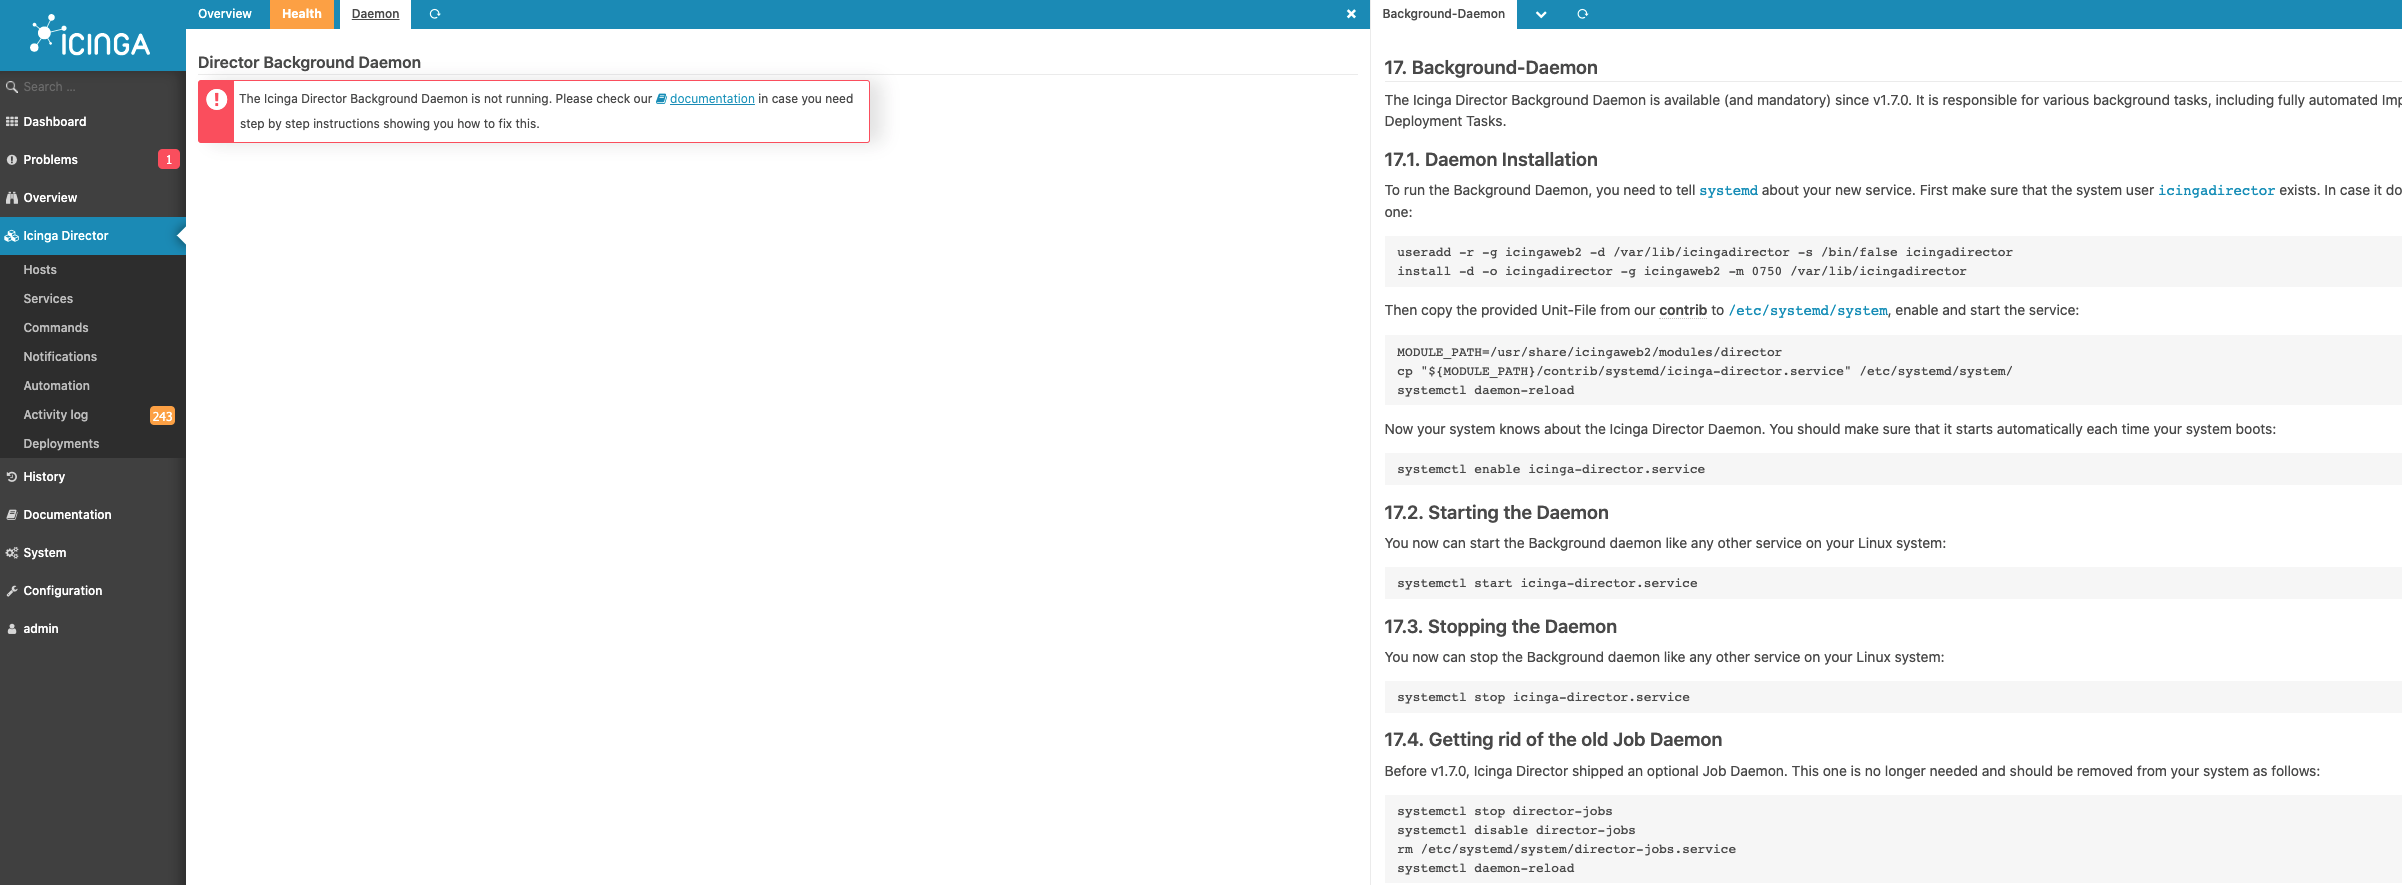 ICINGA
Search ...
Dashboard
Problems 1
Overview
Icinga Director
Hosts
Services
Commands
Notifications
Automation
Activity log 243
Deployments
History
Documentation
System
Configuration
admin
Overview Health Daemon
Director Background Daemon
The Icinga Director Background Daemon is not running. Please check our documentation in case you need
step by step instructions showing you how to fix this.
Background-Daemon
17. Background-Daemon
The Icinga Director Background Daemon is available (and mandatory) since v1.7.0. It is responsible for various background tasks, including fully automated Imp
Deployment Tasks.
17.1. Daemon Installation
To run the Background Daemon, you need to tell systemd about your new service. First make sure that the system user icingadirector exists. In case it do
one:
useradd -r -g icingaweb2 -d /var/lib/icingadirector -s /bin/false icingadirector
install -d -o icingadirector -g icingaweb2 -m 0750 /var/lib/icingadirector
Then copy the provided Unit-File from our contrib to /etc/systemd/system, enable and start the service:
MODULE_PATH=/usr/share/icingaweb2/modules/director
cp "${MODULE_PATH}/contrib/systemd/icinga-director.service" /etc/systemd/system/
systemctl daemon-reload
Now your system knows about the Icinga Director Daemon. You should make sure that it starts automatically each time your system boots:
systemctl enable icinga-director.service
17.2. Starting the Daemon
You now can start the Background daemon like any other service on your Linux system:
systemctl start icinga-director.service
17.3. Stopping the Daemon
You now can stop the Background daemon like any other service on your Linux system:
systemctl stop icinga-director.service
17.4. Getting rid of the old Job Daemon
Before v1.7.0, Icinga Director shipped an optional Job Daemon. This one is no longer needed and should be removed from your system as follows:
systemctl stop director-jobs
systemctl disable director-jobs
rm /etc/systemd/system/director-jobs.service
systemctl daemon-reload